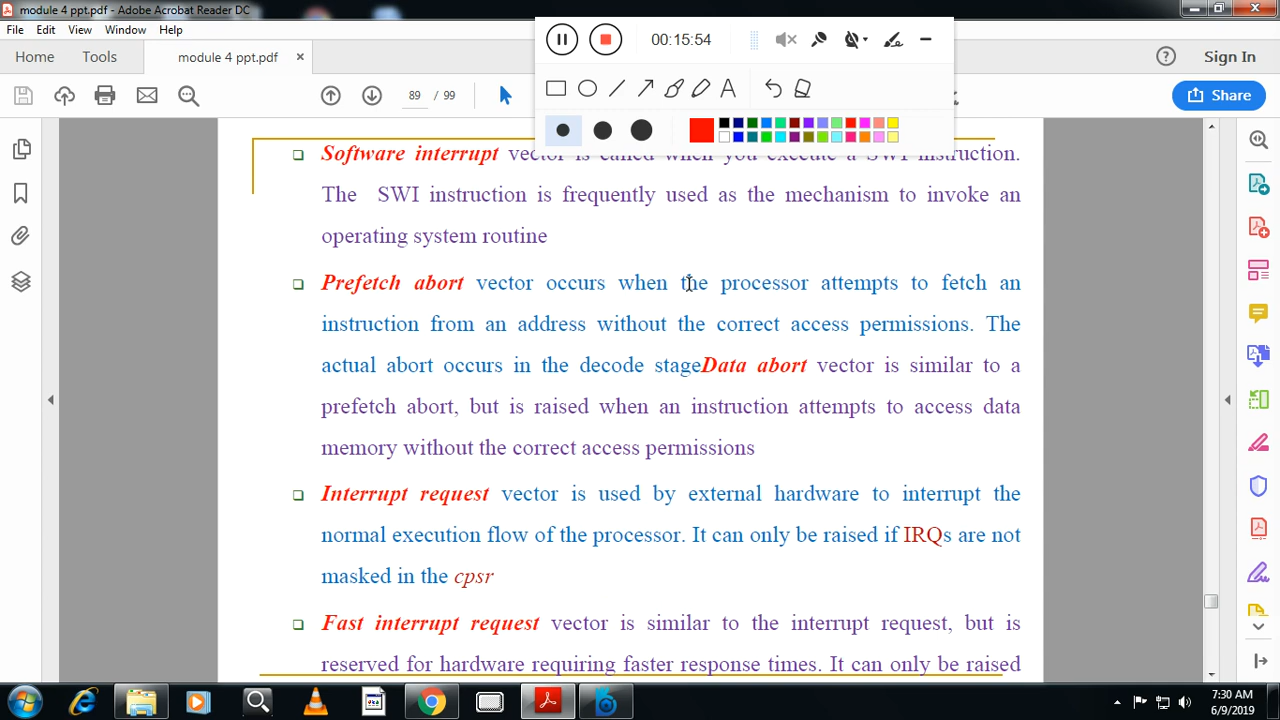 module 4 ppt.pdf - Adobe Acrobat Reader DC
File Edit View Window Help
00:15:54
Home Tools module 4 ppt.pdf × Sign In
89 / 99
Share
A
Software interrupt vector is called when you execute a SWI instruction.
The SWI instruction is frequently used as the mechanism to invoke an
operating system routine
Prefetch abort vector occurs when the processor attempts to fetch an
instruction from an address without the correct access permissions. The
actual abort occurs in the decode stageData abort vector is similar to a
prefetch abort, but is raised when an instruction attempts to access data
memory without the correct access permissions
Interrupt request vector is used by external hardware to interrupt the
normal execution flow of the processor. It can only be raised if IRQs are not
masked in the cpsr
Fast interrupt request vector is similar to the interrupt request, but is
reserved for hardware requiring faster response times. It can only be raised
7:30 AM
6/9/2019